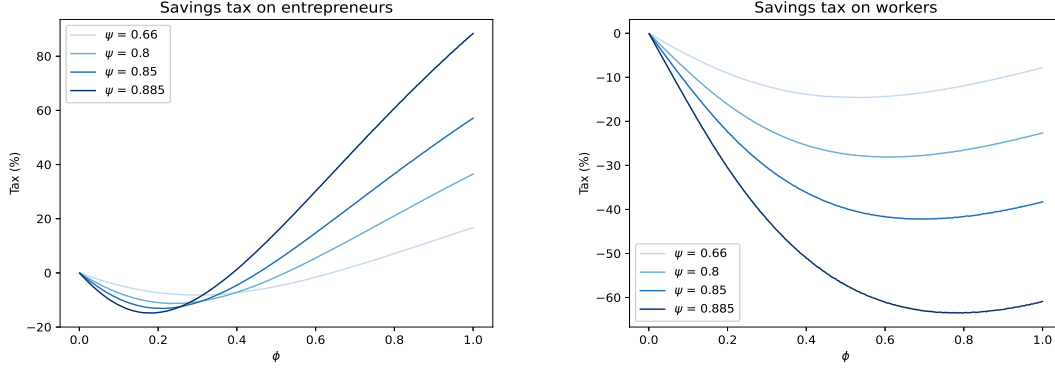 Savings tax on entrepreneurs
ψ = 0.66
ψ = 0.8
ψ = 0.85
ψ = 0.885
80
60
40
20
0
−20
Tax (%)
0.0 0.2 0.4 0.6 0.8 1.0
ϕ
Savings tax on workers
0
−10
−20
−30
−40
−50
−60
Tax (%)
ψ = 0.66
ψ = 0.8
ψ = 0.85
ψ = 0.885
0.0 0.2 0.4 0.6 0.8 1.0
ϕ